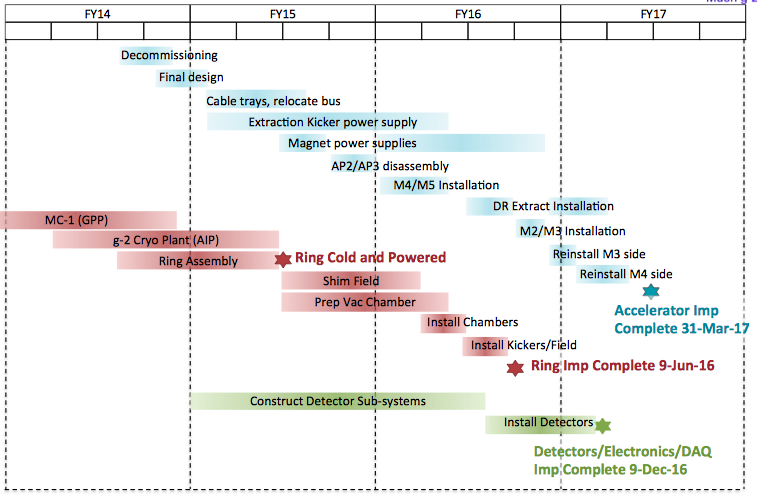 FY14 FY15 FY16 FY17
Decommissioning
Final design
Cable trays, relocate bus
Extraction Kicker power supply
Magnet power supplies
AP2/AP3 disassembly
M4/M5 Installation
DR Extract Installation
MC-1 (GPP)
M2/M3 Installation
g-2 Cryo Plant (AIP)
Reinstall M3 side
Ring Assembly
Ring Cold and Powered
Reinstall M4 side
Shim Field
Prep Vac Chamber
Accelerator Imp
Complete 31-Mar-17
Install Chambers
Install Kickers/Field
Ring Imp Complete 9-Jun-16
Construct Detector Sub-systems
Install Detectors
Detectors/Electronics/DAQ
Imp Complete 9-Dec-16